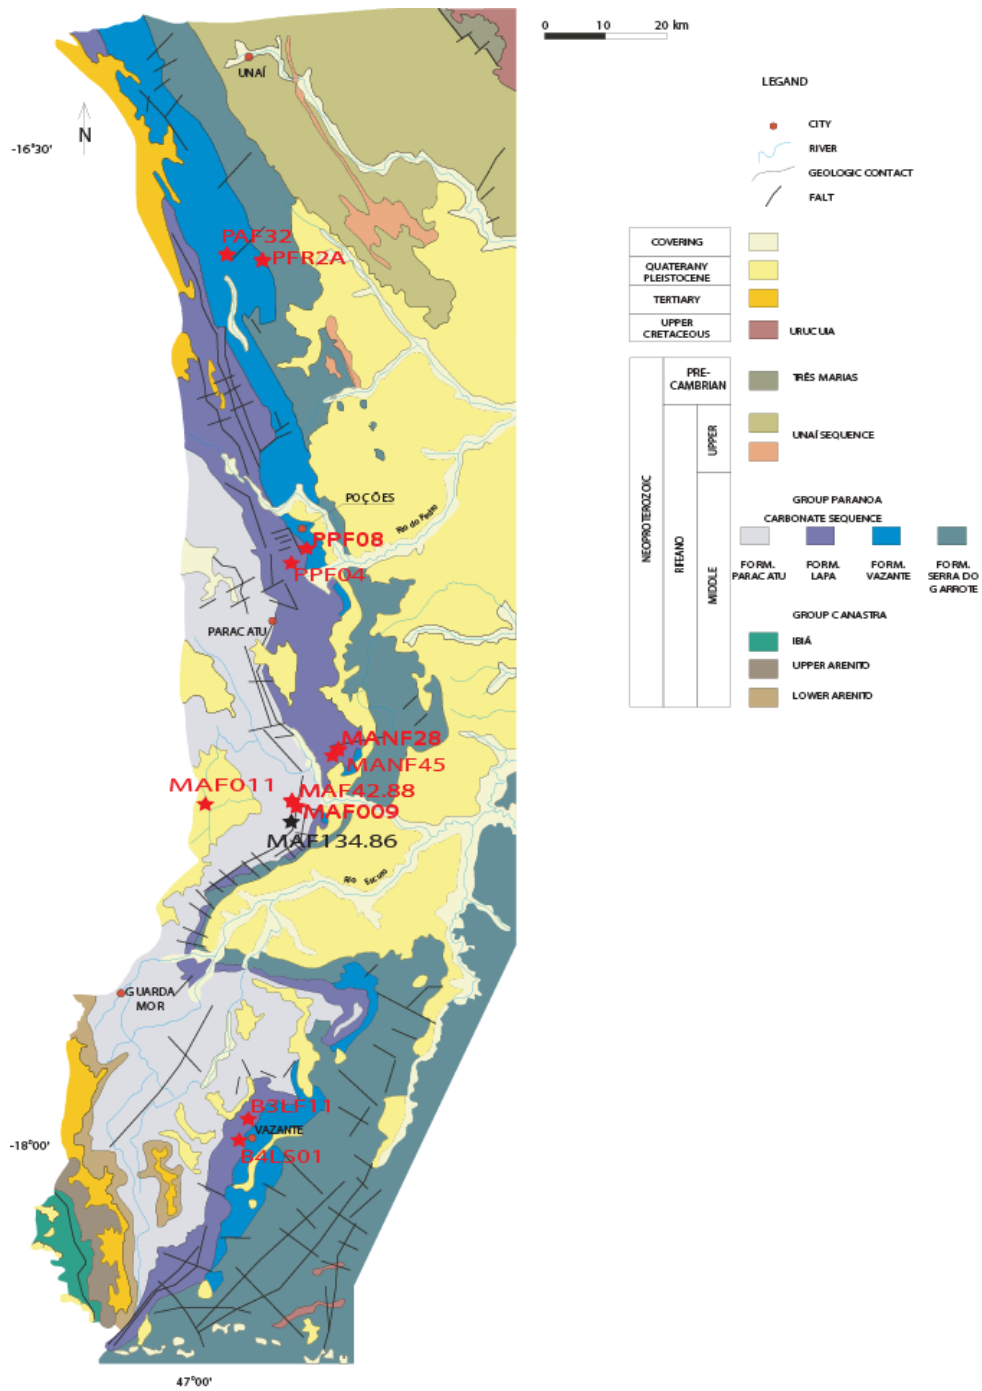 0 10 20 km
UNAÍ
N
-16°30'
LEGAND
CITY
RIVER
GEOLOGIC CONTACT
FALT
COVERING
QUATERANY
PLEISTOCENE
TERTIARY
UPPER
CRETACEOUS
URUCUIA
NEOPROTEROZOIC
RIFEANO
PRE-
CAMBRIAN
UPPER
MIDDLE
TRÊS MARIAS
UNAÍ SEQUENCE
GROUP PARANOA
CARBONATE SEQUENCE
FORM.
PARACATU
FORM.
LAPA
FORM.
VAZANTE
FORM.
SERRA DO
GARROTE
GROUP CANASTRA
IBIÁ
UPPER ARENITO
LOWER ARENITO
PAF32
PFR2A
POÇÕES
Rio do Pedro
PPF08
PPF04
PARACATU
MANF28
MANF45
MAF011
MAF42.88
MAF009
MAF134.86
Rio Escuro
GUARDA
MOR
B3LF11
VAZANTE
B4LS01
-18°00'
47°00'